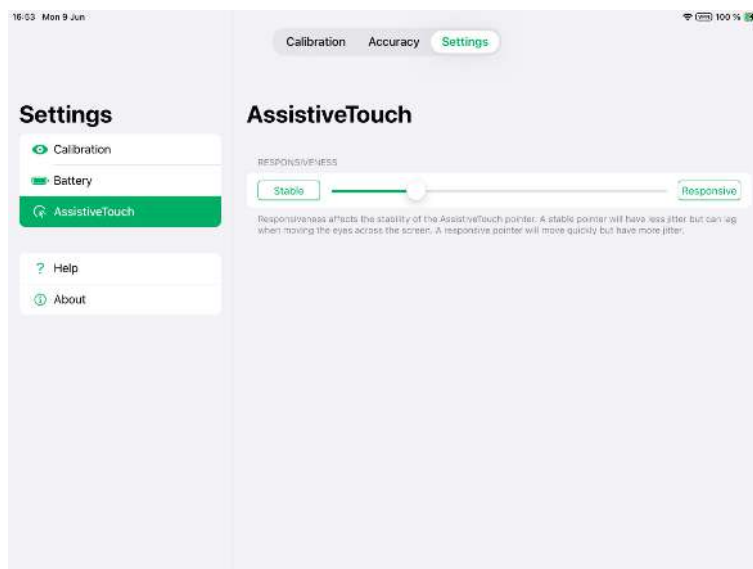 16:53 Mon 9 Jun
VPN 100 %
Calibration Accuracy Settings
Settings
AssistiveTouch
Calibration
Battery
AssistiveTouch
Help
About
RESPONSIVENESS
Stable
Responsive
Responsiveness affects the stability of the AssistiveTouch pointer. A stable pointer will have less jitter but can lag
when moving the eyes across the screen. A responsive pointer will move quickly but have more jitter.